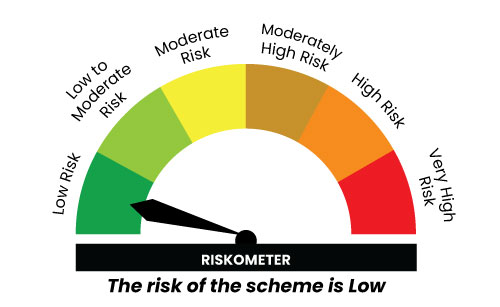 Low Risk
Low to
Moderate
Risk
Moderate
Risk
Moderately
High Risk
High Risk
Very High
Risk
RISKOMETER
The risk of the scheme is Low